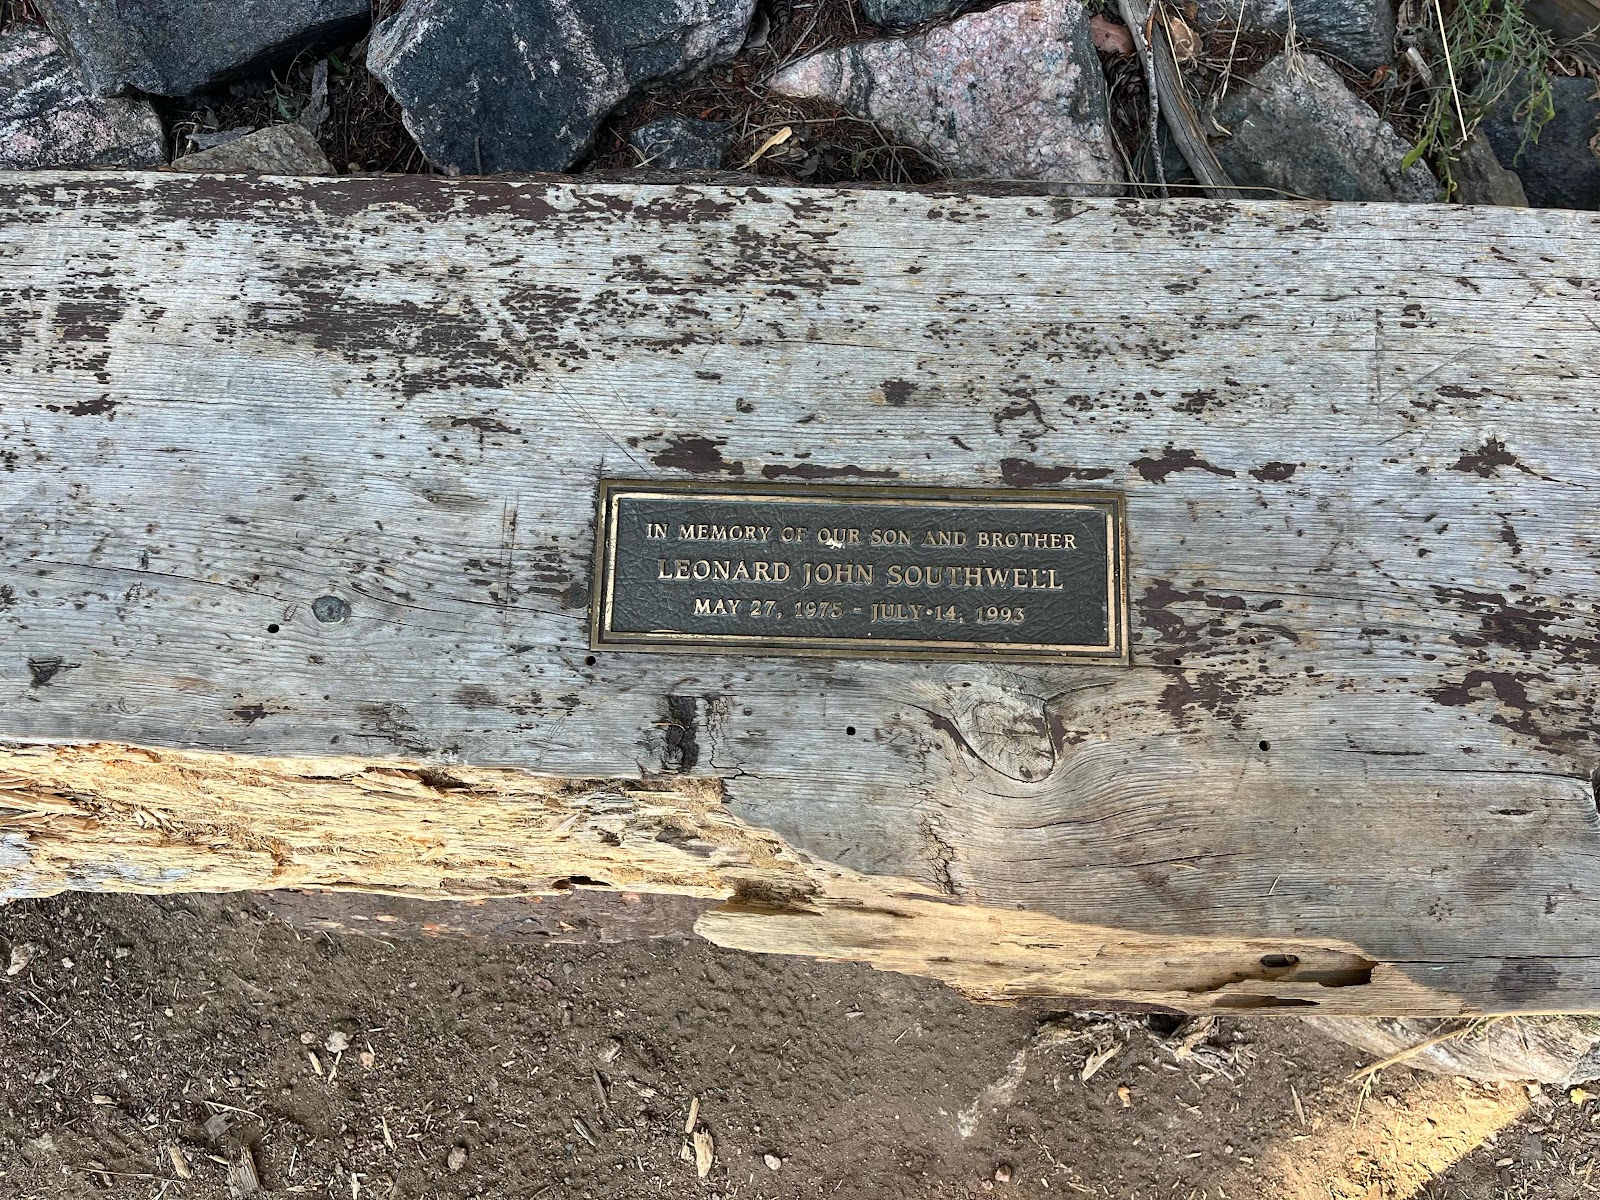 IN MEMORY OF OUR SON AND BROTHER
LEONARD JOHN SOUTHWELL
MAY 27, 1975 - JULY 14, 1993